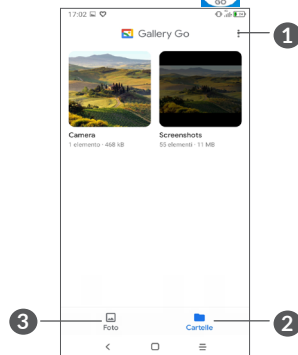 GO
17:02
Gallery Go
1
Camera
Screenshots
1 elemento - 468 kB
55 elementi - 11 MB
3
Foto
Cartelle
2